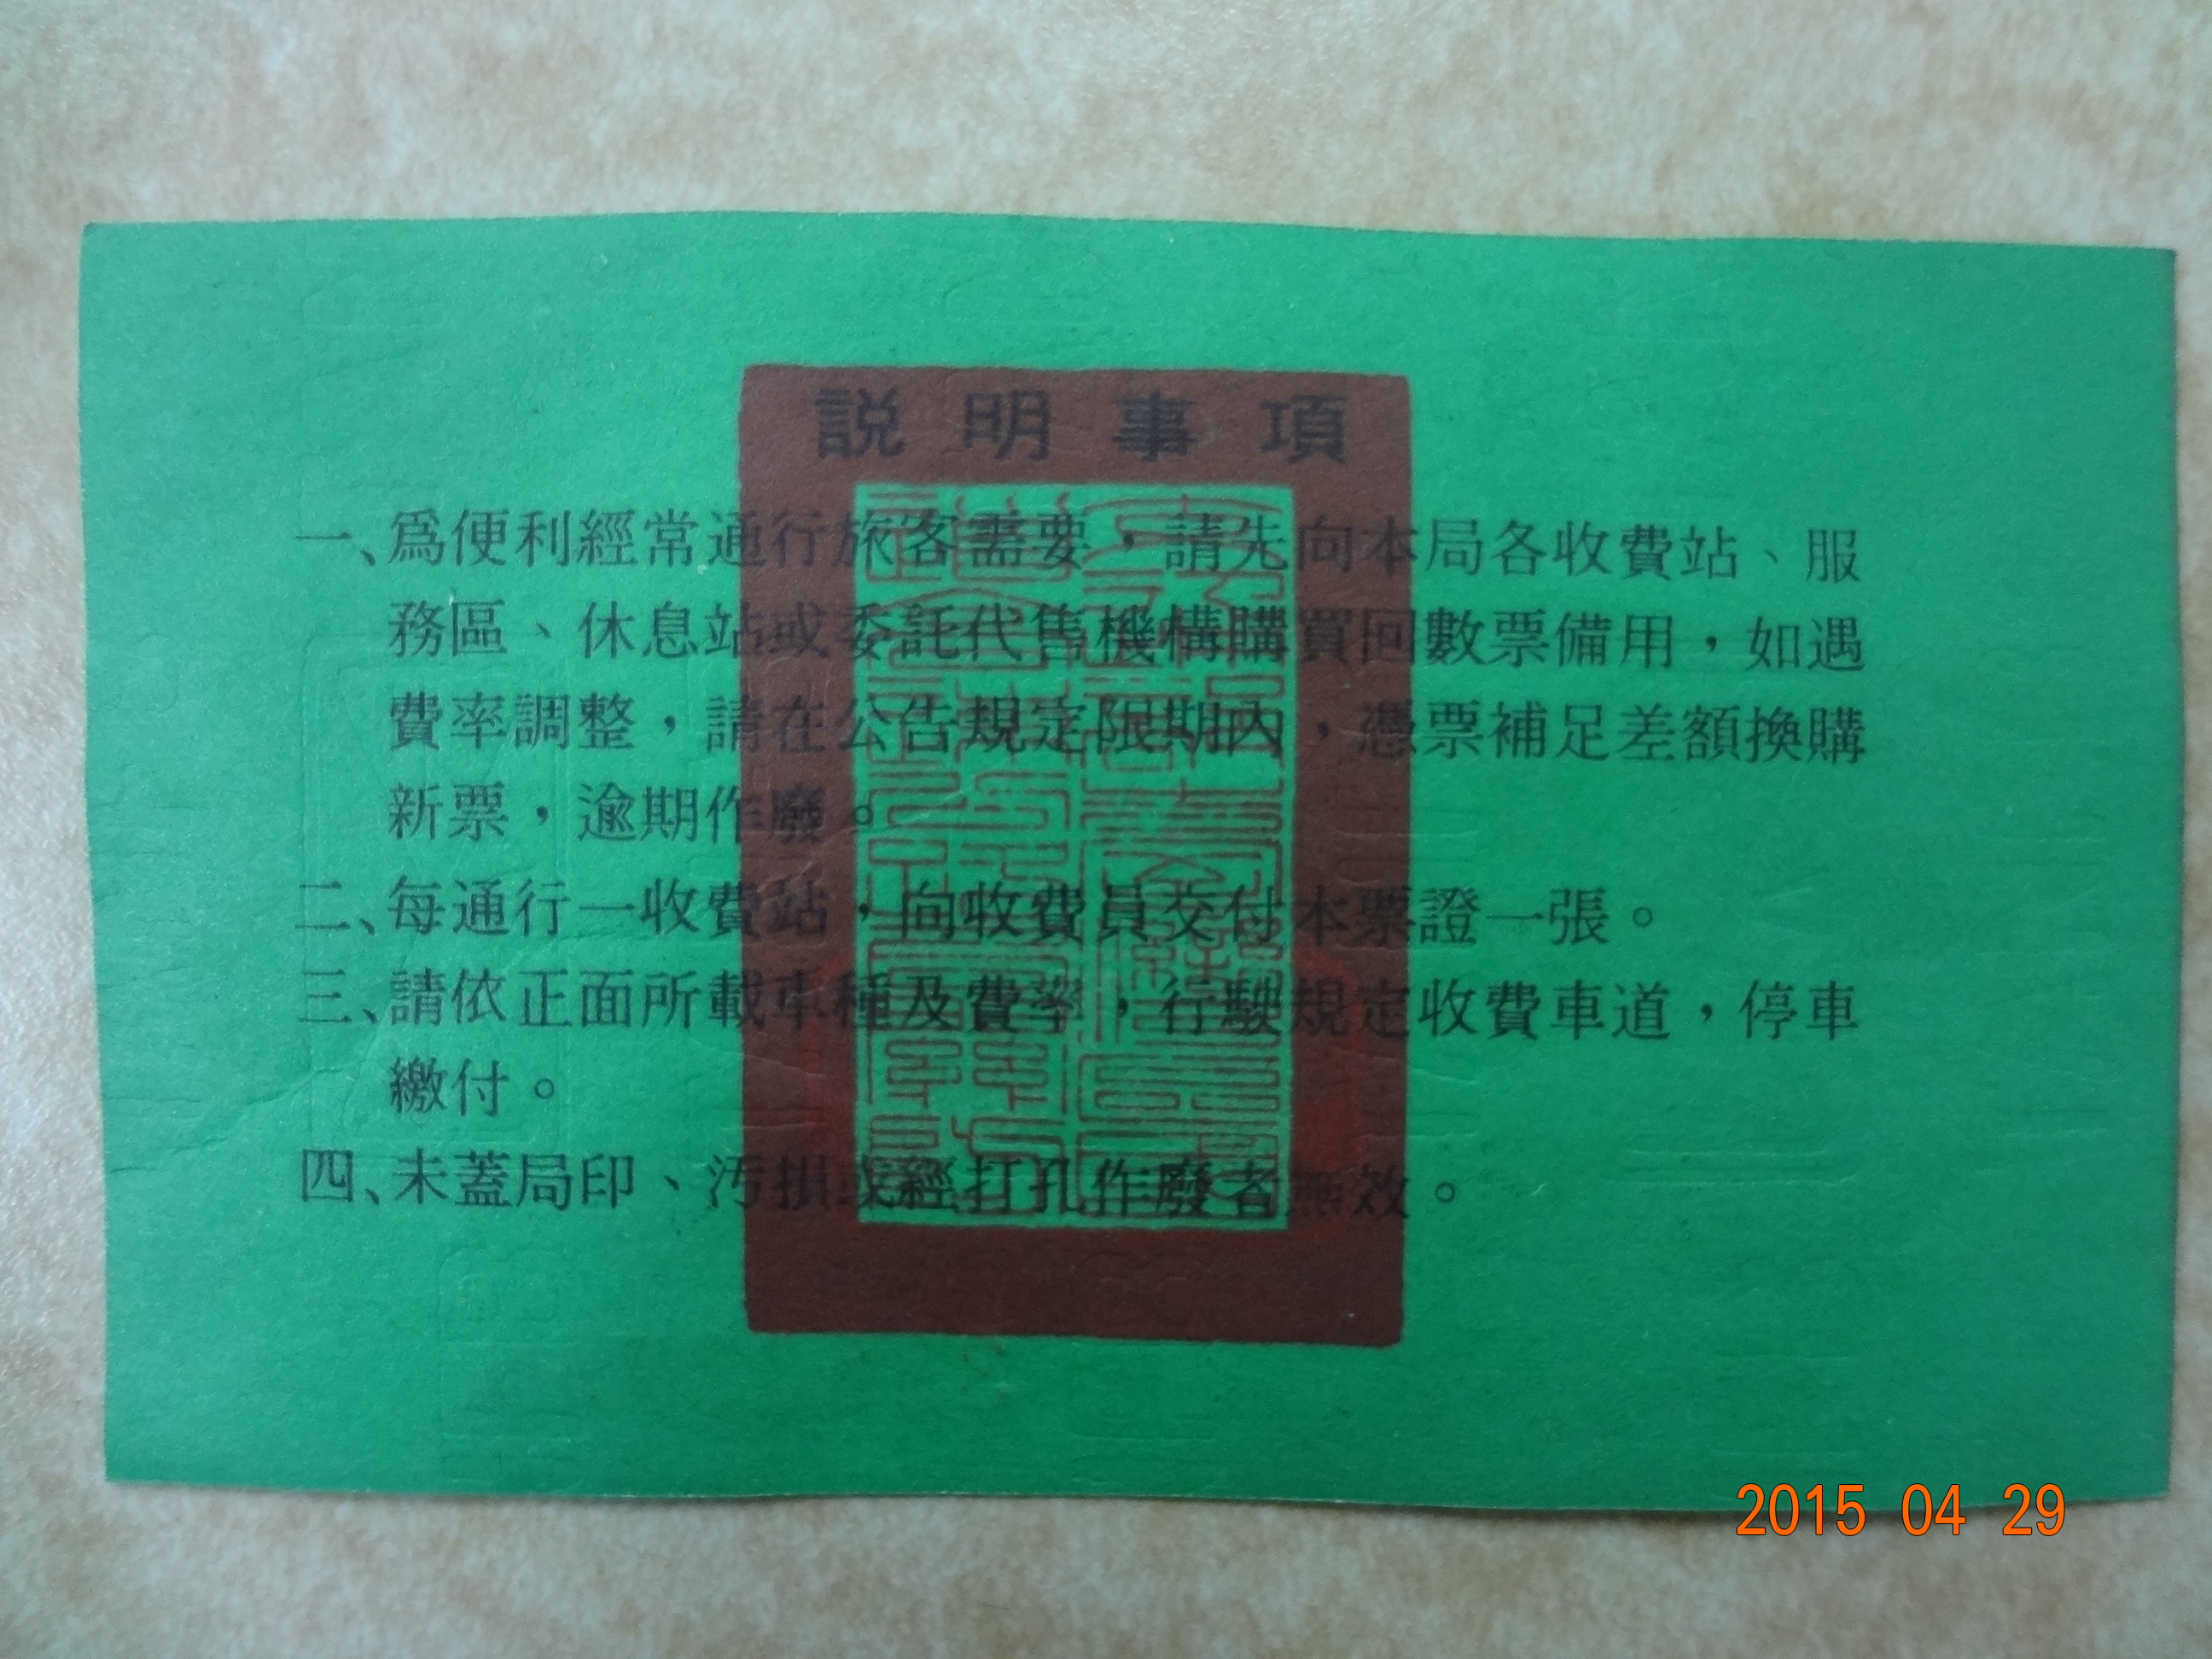 説明事項
一、爲便利經常通行旅客需要，請先向本局各收費站、服
務區、休息站或委託代售機構購買回數票備用，如遇
費率調整，請在公告規定限期內，憑票補足差額換購
新票，逾期作廢。
二、每通行一收費站，向收費員交付本票證一張。
三、請依正面所載車種及費率，行駛規定收費車道，停車
繳付。
四、未蓋局印、汚損或經打孔作廢者無效。
2015 04 29